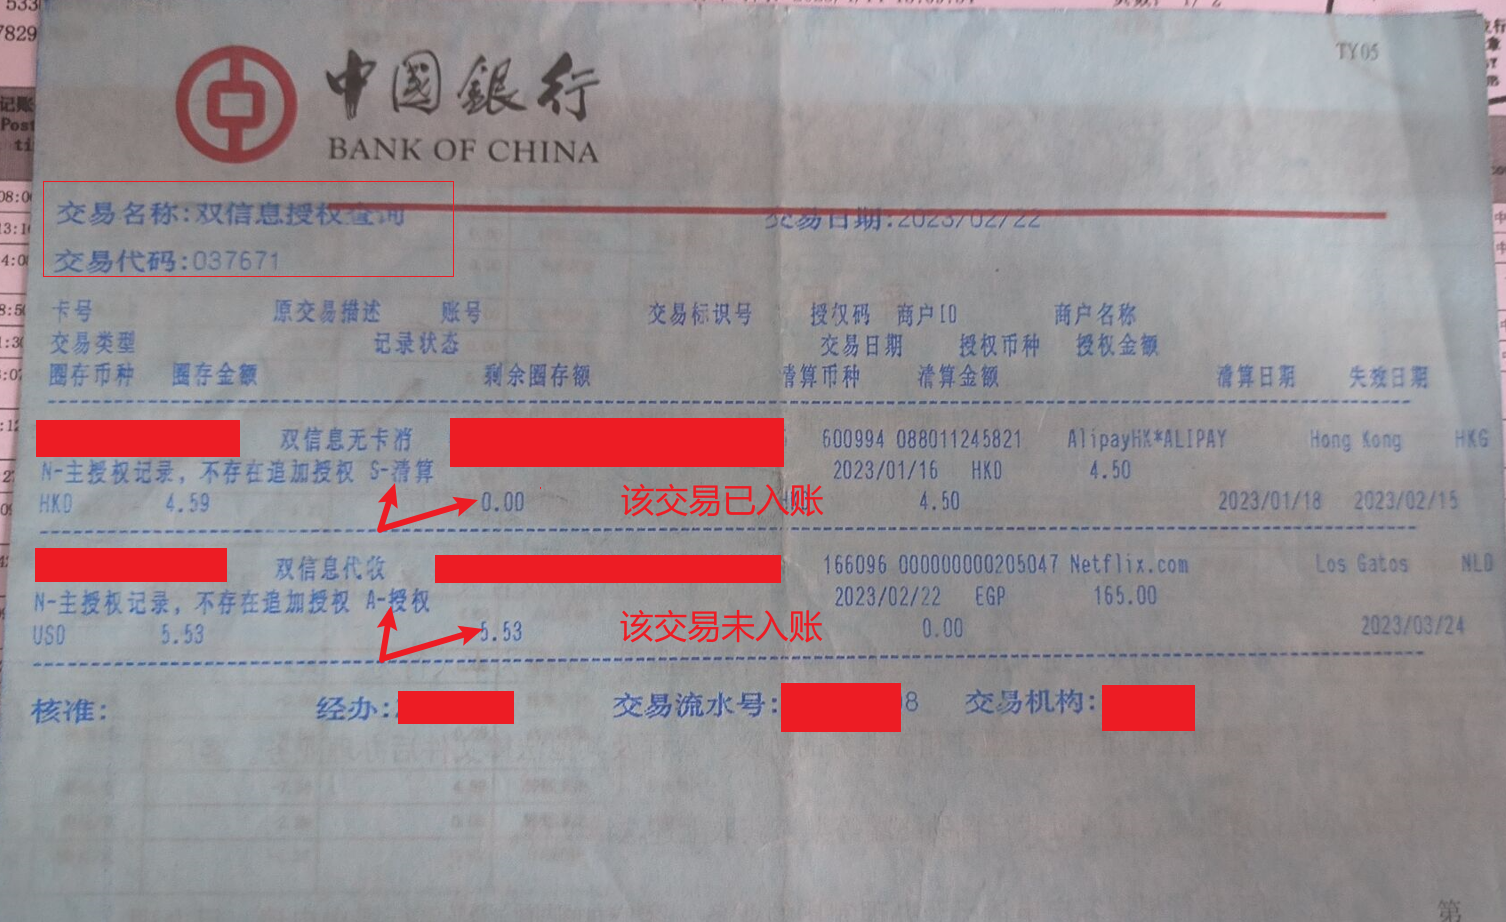 TY05
中國銀行
BANK OF CHINA
交易名称:双信息授权查询 交易日期:2023/02/22
交易代码:037671
卡号 原交易描述 账号 交易标识号 授权码 商户ID 商户名称
交易类型 记录状态 交易日期 授权币种 授权金额
圈存币种 圈存金额 剩余圈存额 清算币种 清算金额 清算日期 失效日期
双信息无卡消 600994 088011245821 AlipayHK*ALIPAY Hong Kong HKG
N-主授权记录, 不存在追加授权 S-清算 2023/01/16 HKD 4.50
HKD 4.59 0.00 该交易已入账 HKD 4.50 2023/01/18 2023/02/15
双信息代收 166096 000000000205047 Netflix.com Los Gatos NLD
N-主授权记录, 不存在追加授权 A-授权 2023/02/22 EGP 165.00
USD 5.53 5.53 该交易未入账 0.00 2023/03/24
核准: 经办: 交易流水号: 8 交易机构:
第